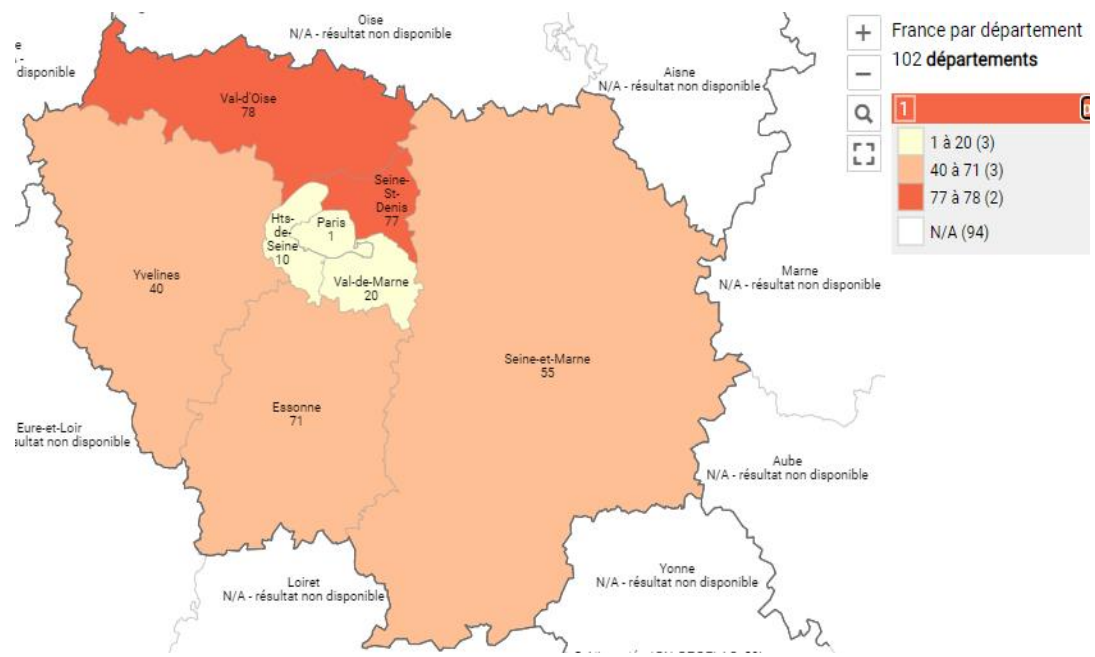 Oise
N/A - résultat non disponible
e
-
disponible
Aisne
N/A - résultat non disponible
Val-d'Oise
78
Seine-
St-
Denis
77
Hts-
de-
Seine
10
Paris
1
Val-de-Marne
20
Yvelines
40
Marne
N/A - résultat non disponible
Seine-et-Marne
55
Essonne
71
Eure-et-Loir
sultat non disponible
Aube
N/A - résultat non disponible
Loiret
N/A - résultat non disponible
Yonne
N/A - résultat non disponible
+
−
France par département
102 départements
1
1 à 20 (3)
40 à 71 (3)
77 à 78 (2)
N/A (94)